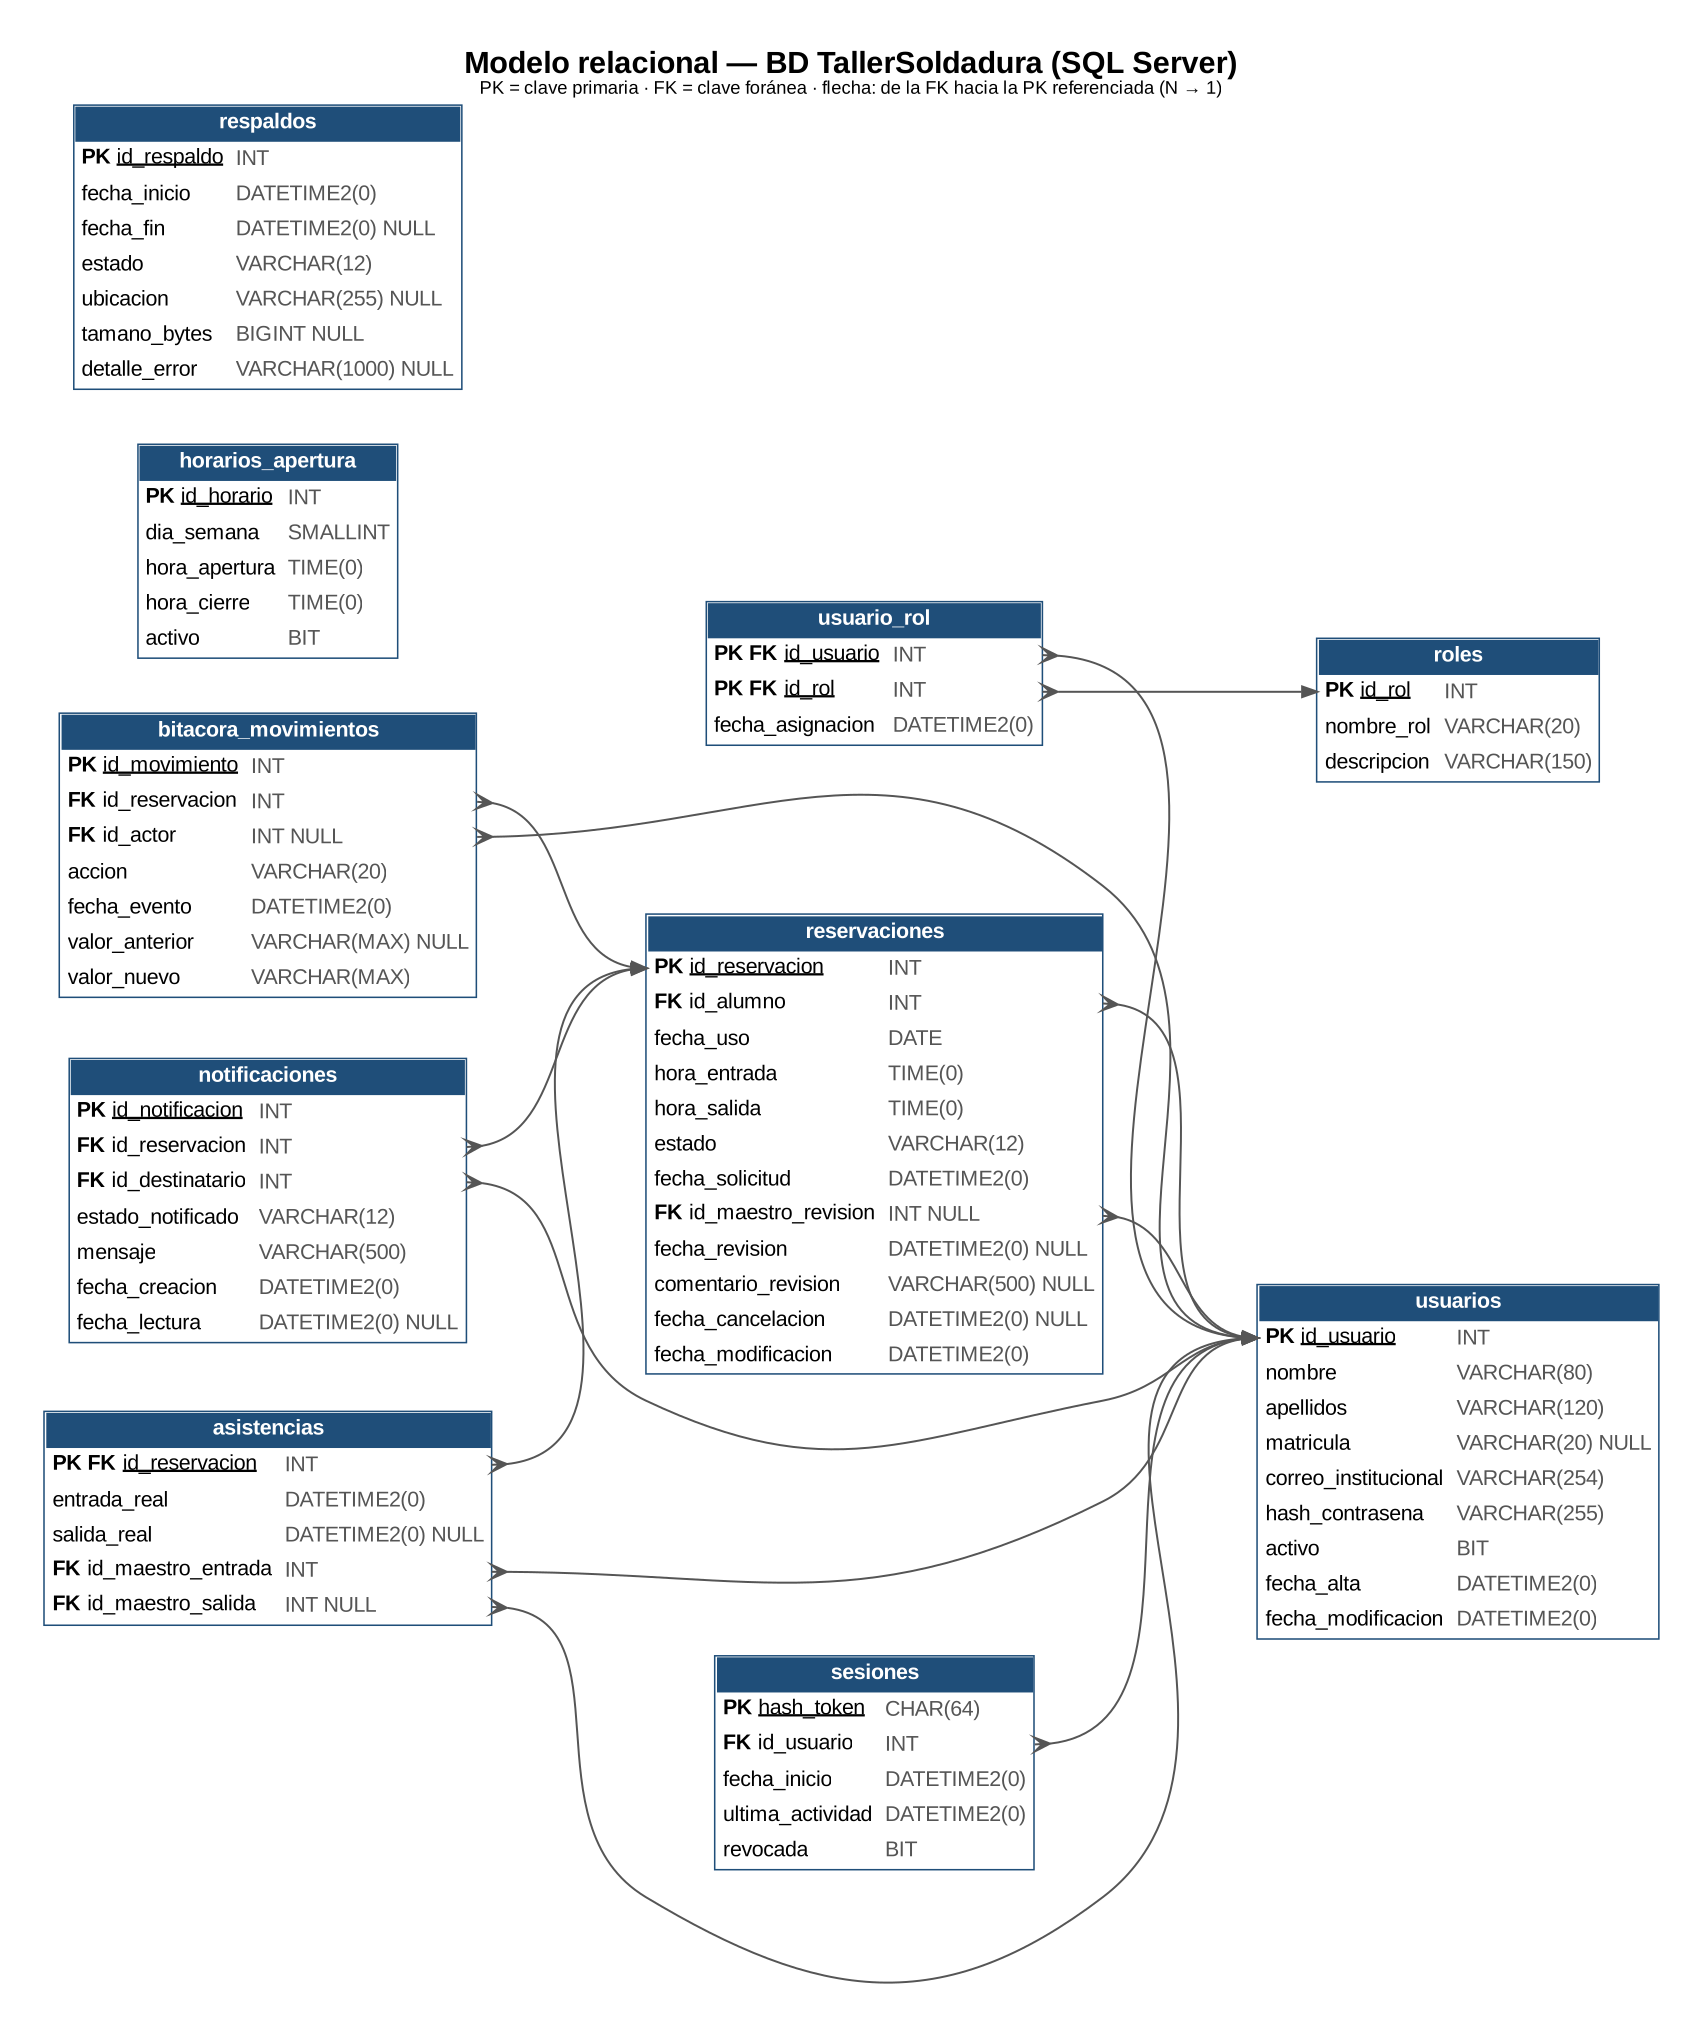 Modelo relacional — BD TallerSoldadura (SQL Server)
PK = clave primaria · FK = clave foránea · flecha: de la FK hacia la PK referenciada (N → 1)
respaldos
PK id_respaldo INT
fecha_inicio DATETIME2(0)
fecha_fin DATETIME2(0) NULL
estado VARCHAR(12)
ubicacion VARCHAR(255) NULL
tamano_bytes BIGINT NULL
detalle_error VARCHAR(1000) NULL
horarios_apertura
PK id_horario INT
dia_semana SMALLINT
hora_apertura TIME(0)
hora_cierre TIME(0)
activo BIT
usuario_rol
PK FK id_usuario INT
PK FK id_rol INT
fecha_asignacion DATETIME2(0)
roles
PK id_rol INT
nombre_rol VARCHAR(20)
descripcion VARCHAR(150)
bitacora_movimientos
PK id_movimiento INT
FK id_reservacion INT
FK id_actor INT NULL
accion VARCHAR(20)
fecha_evento DATETIME2(0)
valor_anterior VARCHAR(MAX) NULL
valor_nuevo VARCHAR(MAX)
reservaciones
PK id_reservacion INT
FK id_alumno INT
fecha_uso DATE
hora_entrada TIME(0)
hora_salida TIME(0)
estado VARCHAR(12)
fecha_solicitud DATETIME2(0)
FK id_maestro_revision INT NULL
fecha_revision DATETIME2(0) NULL
comentario_revision VARCHAR(500) NULL
fecha_cancelacion DATETIME2(0) NULL
fecha_modificacion DATETIME2(0)
notificaciones
PK id_notificacion INT
FK id_reservacion INT
FK id_destinatario INT
estado_notificado VARCHAR(12)
mensaje VARCHAR(500)
fecha_creacion DATETIME2(0)
fecha_lectura DATETIME2(0) NULL
usuarios
PK id_usuario INT
nombre VARCHAR(80)
apellidos VARCHAR(120)
matricula VARCHAR(20) NULL
correo_institucional VARCHAR(254)
hash_contrasena VARCHAR(255)
activo BIT
fecha_alta DATETIME2(0)
fecha_modificacion DATETIME2(0)
asistencias
PK FK id_reservacion INT
entrada_real DATETIME2(0)
salida_real DATETIME2(0) NULL
FK id_maestro_entrada INT
FK id_maestro_salida INT NULL
sesiones
PK hash_token CHAR(64)
FK id_usuario INT
fecha_inicio DATETIME2(0)
ultima_actividad DATETIME2(0)
revocada BIT